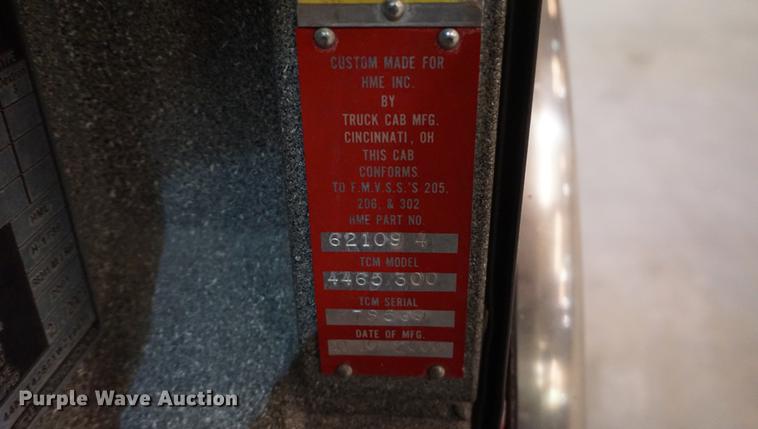 CUSTOM MADE FOR
HME INC.
BY
TRUCK CAB MFG.
CINCINNATI, OH
THIS CAB
CONFORMS
TO F.M.V.S.S.'S 205,
206, & 302
HME PART NO.
62109 4
TCM MODEL
4465 300
TCM SERIAL
DATE OF MFG.
Purple Wave Auction